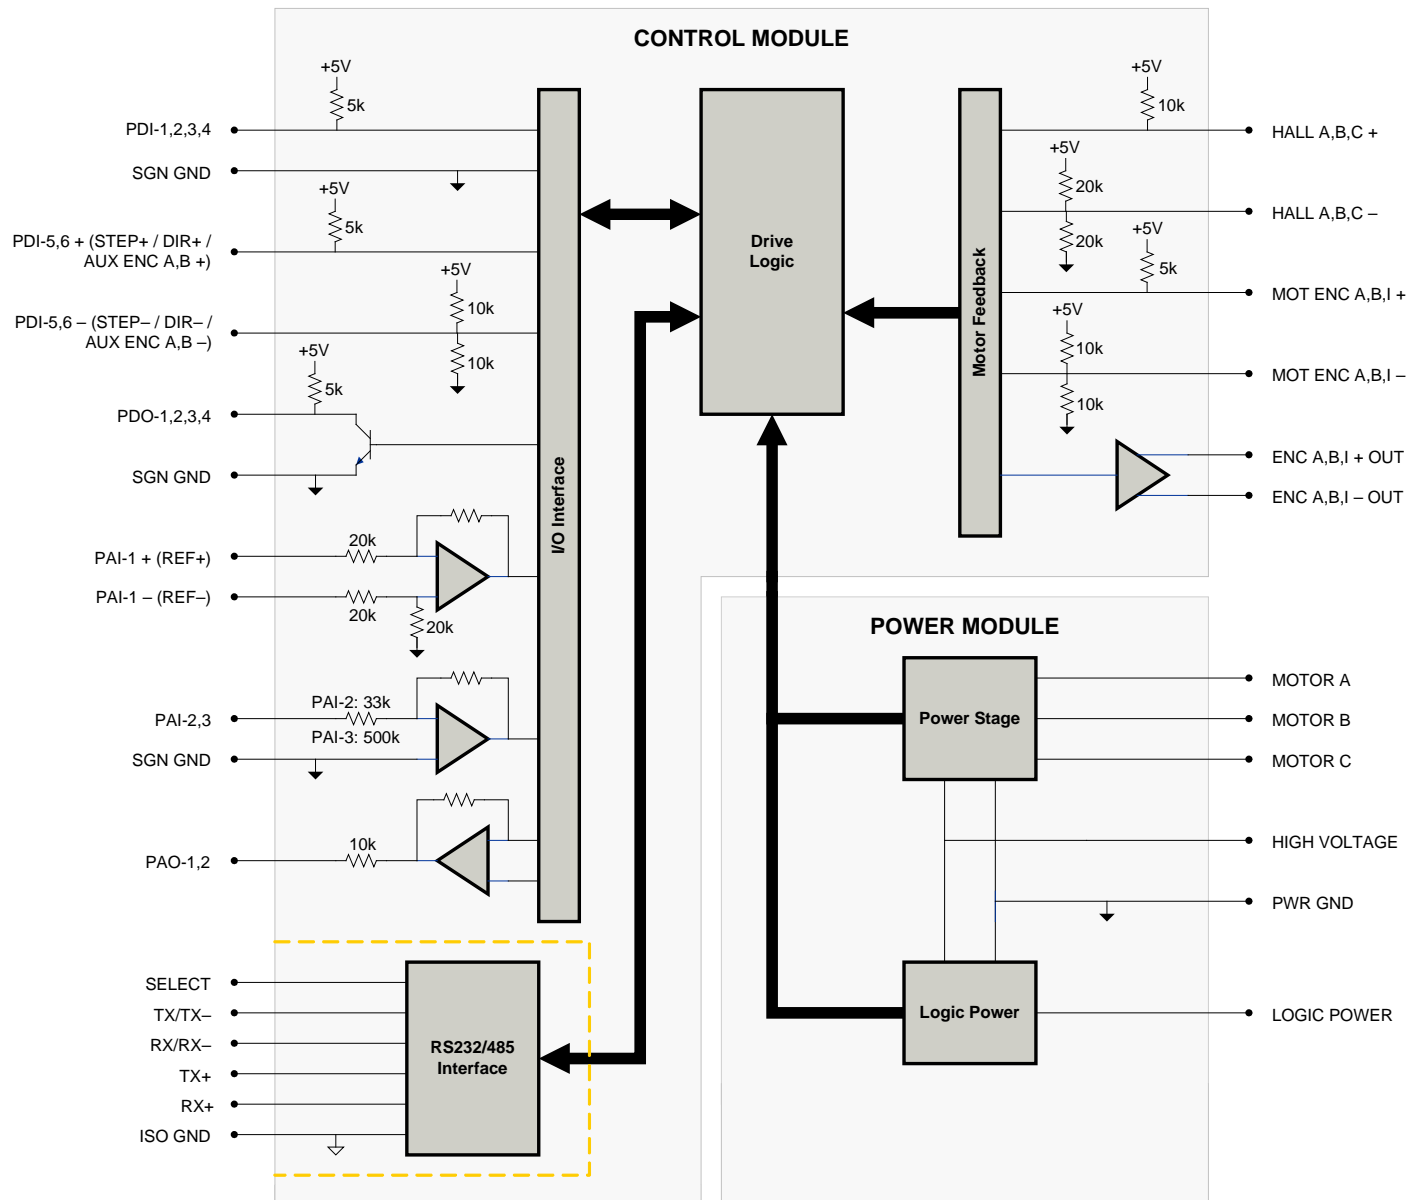 CONTROL MODULE
+5V
5k
PDI-1,2,3,4
SGN GND
+5V
5k
PDI-5,6 + (STEP+ / DIR+ /
AUX ENC A,B +)
+5V
10k
PDI-5,6 – (STEP– / DIR– /
AUX ENC A,B –)
10k
+5V
5k
PDO-1,2,3,4
SGN GND
20k
PAI-1 + (REF+)
PAI-1 – (REF–)
20k
20k
PAI-2: 33k
PAI-2,3
PAI-3: 500k
SGN GND
10k
PAO-1,2
I/O Interface
SELECT
TX/TX–
RX/RX–
TX+
RX+
ISO GND
RS232/485
Interface
Drive
Logic
Motor Feedback
+5V
10k
HALL A,B,C +
+5V
20k
HALL A,B,C –
20k
+5V
5k
MOT ENC A,B,I +
+5V
10k
MOT ENC A,B,I –
10k
ENC A,B,I + OUT
ENC A,B,I – OUT
POWER MODULE
Power Stage
MOTOR A
MOTOR B
MOTOR C
HIGH VOLTAGE
PWR GND
Logic Power
LOGIC POWER